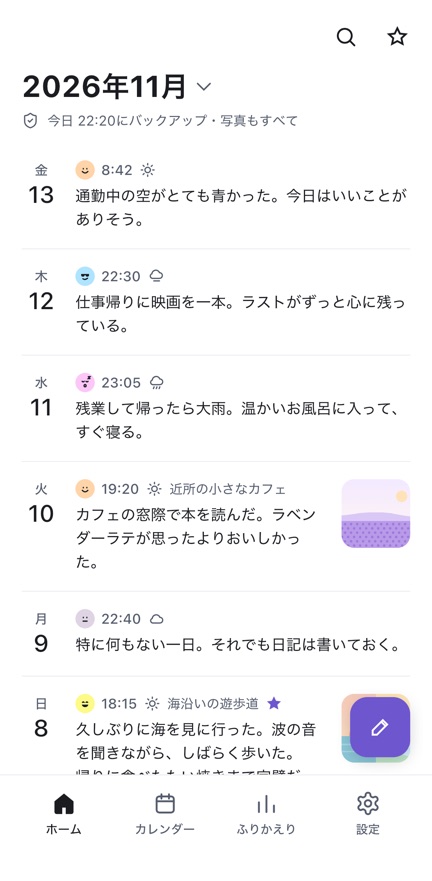 2026年11月
今日 22:20にバックアップ・写真もすべて
金
13
8:42
通勤中の空がとても青かった。今日はいいことが
ありそう。
木
12
22:30
仕事帰りに映画を一本。ラストがずっと心に残っ
ている。
水
11
23:05
残業して帰ったら大雨。温かいお風呂に入って、
すぐ寝る。
火
10
19:20 近所の小さなカフェ
カフェの窓際で本を読んだ。ラベン
ダーラテが思ったよりおいしかっ
た。
月
9
22:40
特に何もない一日。それでも日記は書いておく。
日
8
18:15 海沿いの遊歩道
久しぶりに海を見に行った。波の音
を聞きながら、しばらく歩いた。
ホーム
カレンダー
ふりかえり
設定